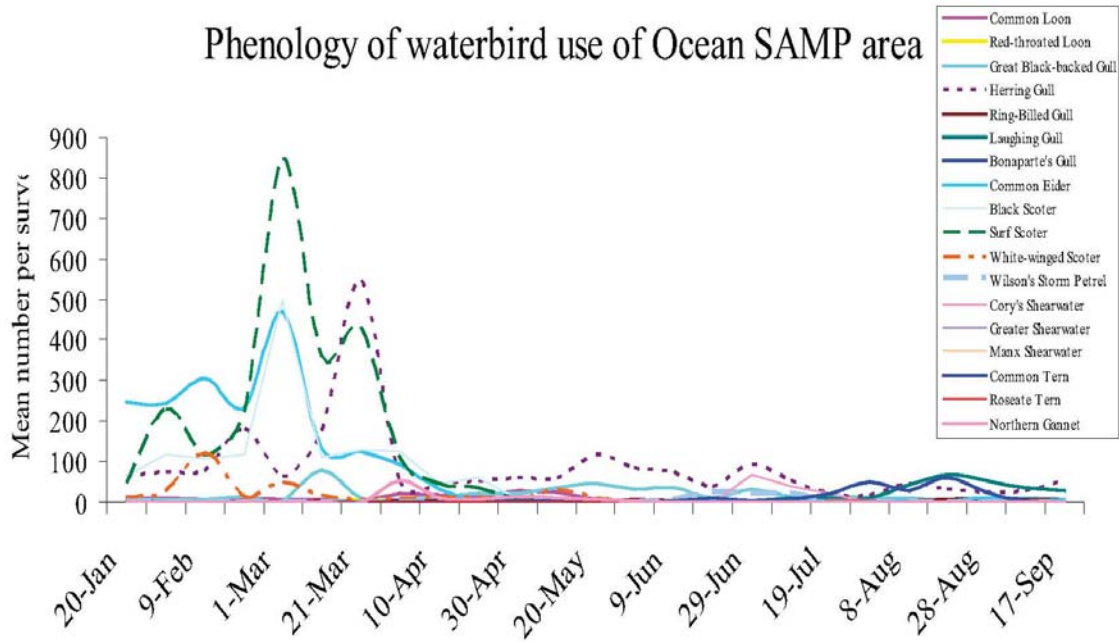 Phenology of waterbird use of Ocean SAMP area
Common Loon
Red-throated Loon
Great Black-backed Gull
Herring Gull
Ring-Billed Gull
Laughing Gull
Bonaparte's Gull
Common Eider
Black Scoter
Surf Scoter
White-winged Scoter
Wilson's Storm Petrel
Cory's Shearwater
Greater Shearwater
Manx Shearwater
Common Tern
Roseate Tern
Northern Gannet
Mean number per
900
800
700
600
500
400
300
200
100
0
20-Jan
9-Feb
1-Mar
21-Mar
10-Apr
30-Apr
20-May
9-Jun
29-Jun
19-Jul
8-Aug
28-Aug
17-Sep